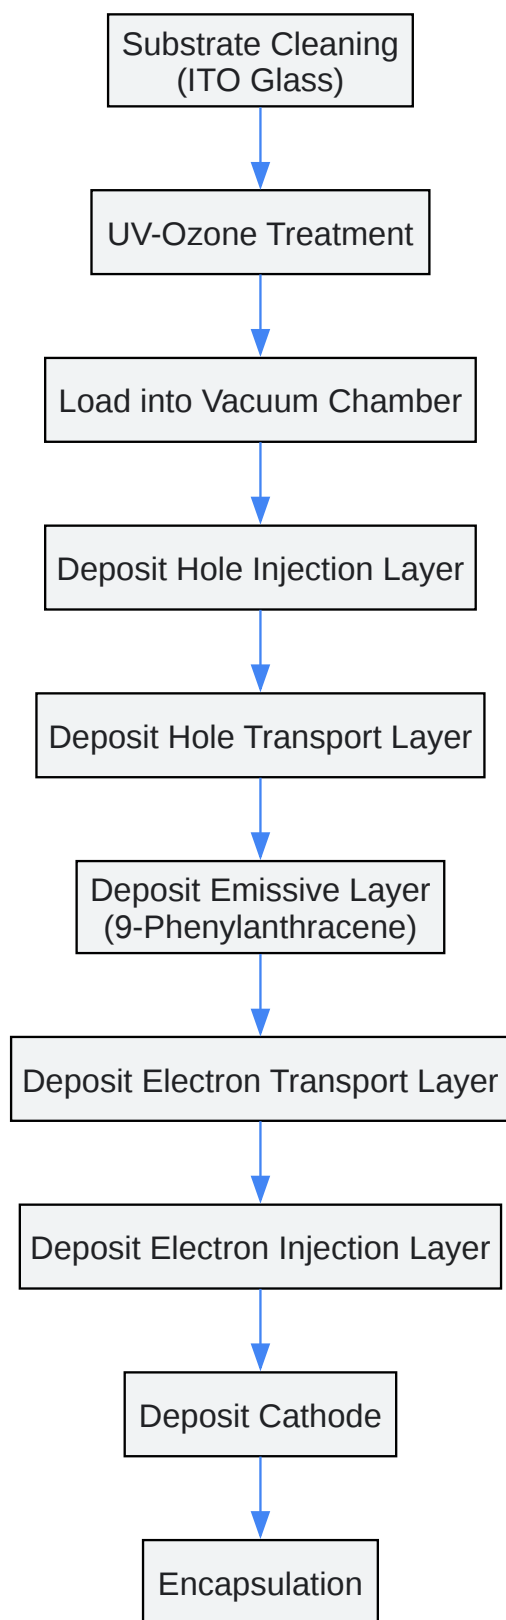 Substrate Cleaning
(ITO Glass)
UV-Ozone Treatment
Load into Vacuum Chamber
Deposit Hole Injection Layer
Deposit Hole Transport Layer
Deposit Emissive Layer
(9-Phenylanthracene)
Deposit Electron Transport Layer
Deposit Electron Injection Layer
Deposit Cathode
Encapsulation